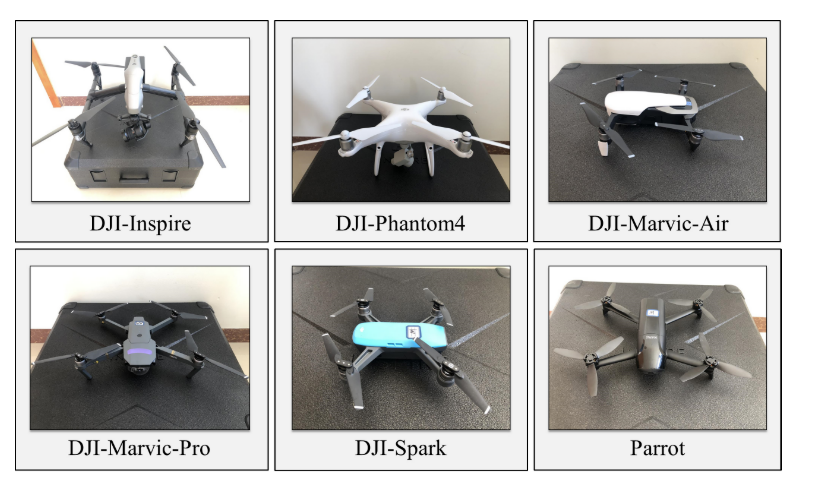 DJI-Inspire
DJI-Phantom4
DJI-Marvic-Air
DJI-Marvic-Pro
DJI-Spark
Parrot